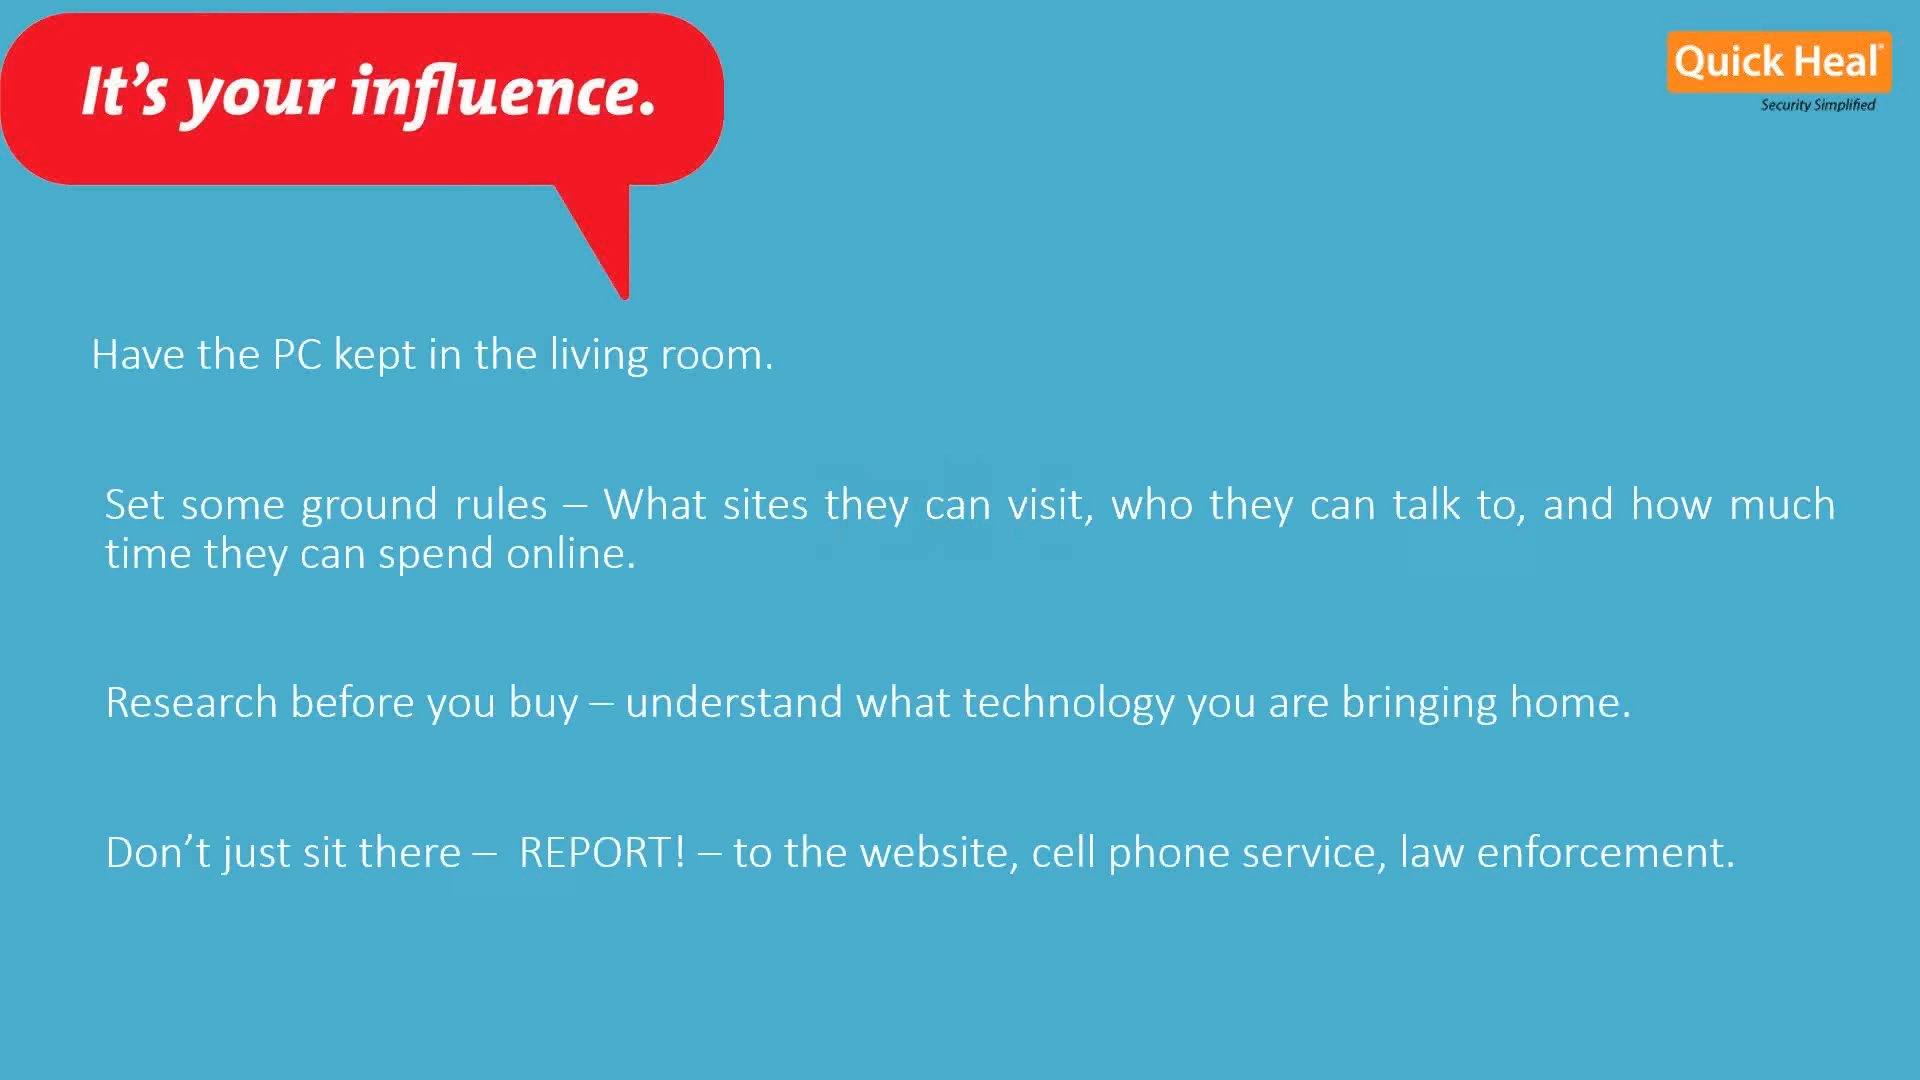 It's your influence.
Quick Heal
Security Simplified
Have the PC kept in the living room.
Set some ground rules – What sites they can visit, who they can talk to, and how much
time they can spend online.
Research before you buy – understand what technology you are bringing home.
Don't just sit there – REPORT! – to the website, cell phone service, law enforcement.